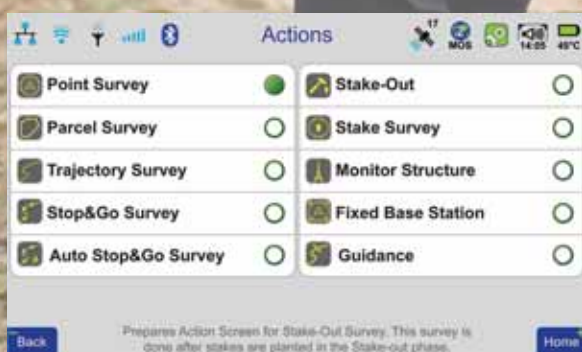 Actions
17
MOS
14:05
49°C
Point Survey
Stake-Out
Parcel Survey
Stake Survey
Trajectory Survey
Monitor Structure
Stop&Go Survey
Fixed Base Station
Auto Stop&Go Survey
Guidance
Back
Prepares Action Screen for Stake-Out Survey. This survey is
done after stakes are planted in the Stake-out phase.
Home